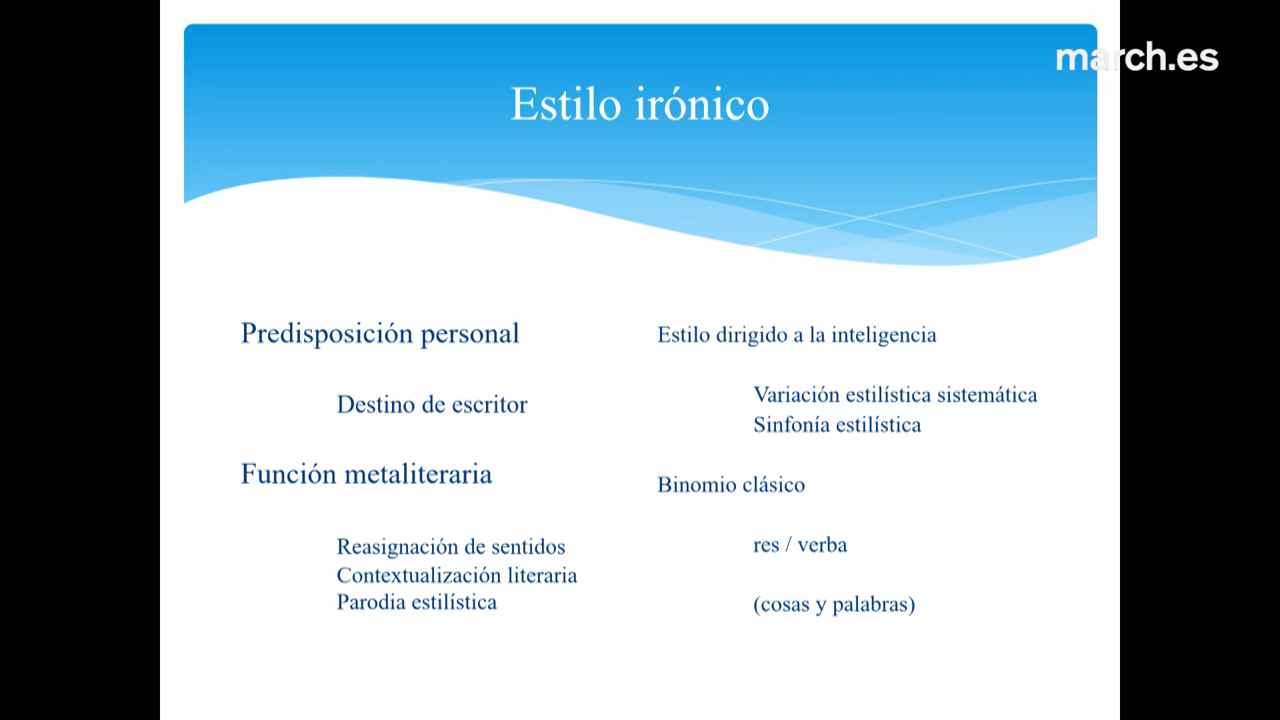 march.es
Estilo irónico
Predisposición personal
Destino de escritor
Función metaliteraria
Reasignación de sentidos
Contextualización literaria
Parodia estilística
Estilo dirigido a la inteligencia
Variación estilística sistemática
Sinfonía estilística
Binomio clásico
res / verba
(cosas y palabras)